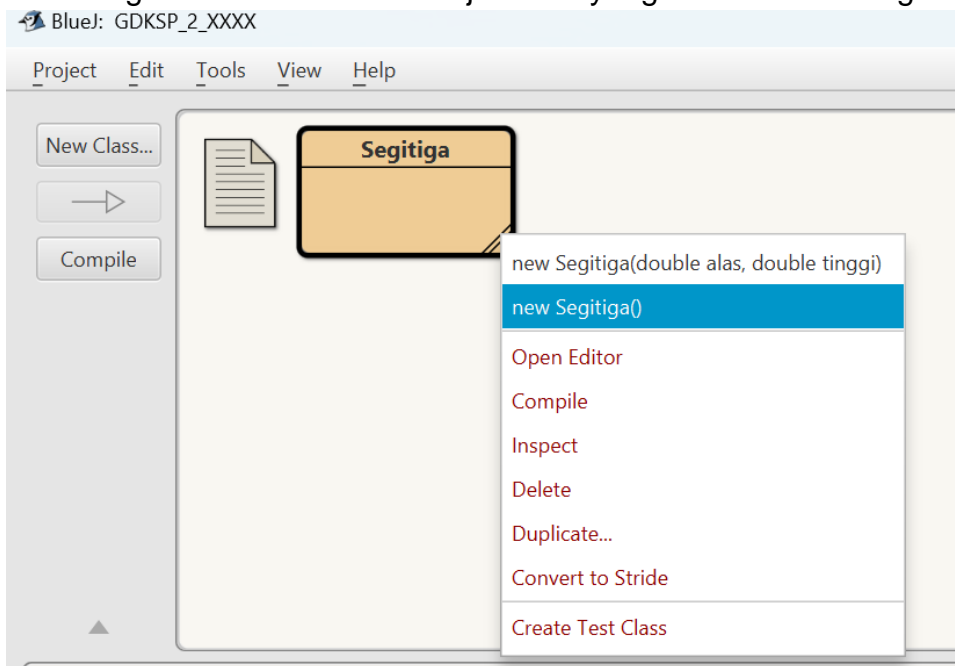 BlueJ: GDKSP_2_XXXX
Project Edit Tools View Help
New Class...
Compile
Segitiga
new Segitiga(double alas, double tinggi)
new Segitiga()
Open Editor
Compile
Inspect
Delete
Duplicate...
Convert to Stride
Create Test Class